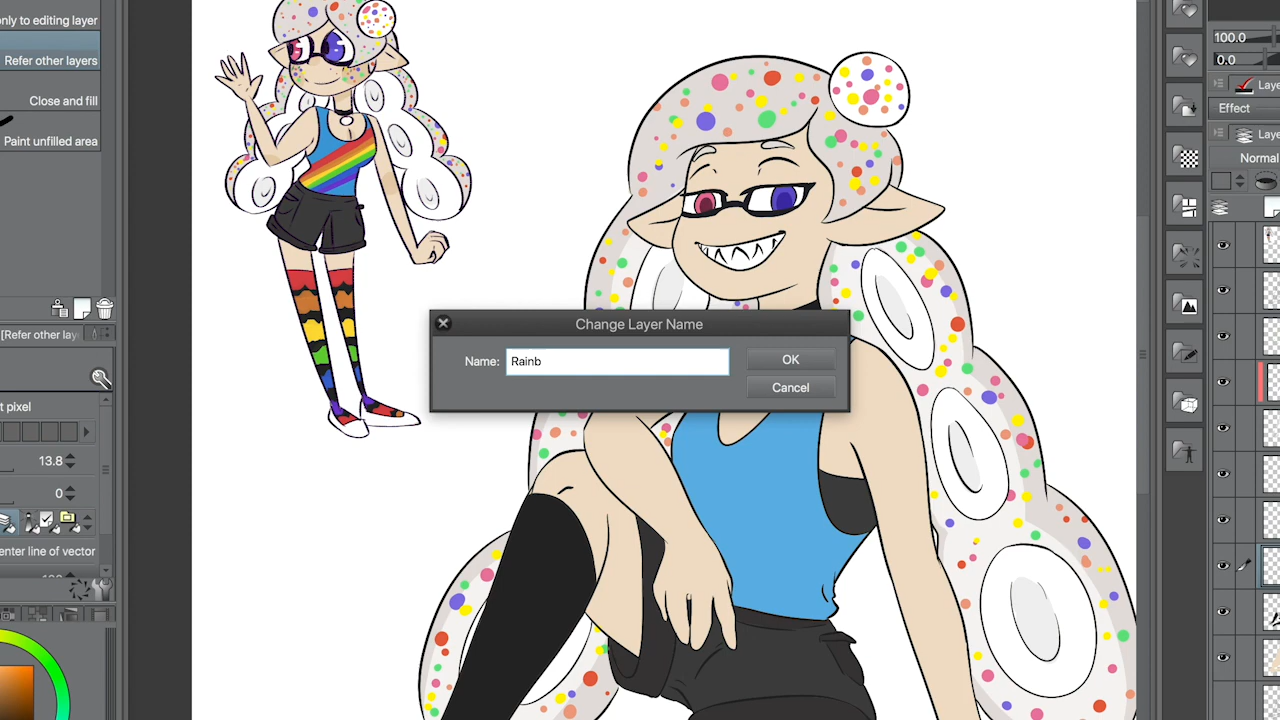 only to editing layer
Refer other layers
Close and fill
Paint unfilled area
[Refer other lay
t pixel
13.8
0
enter line of vector
Change Layer Name
Name: Rainb
OK
Cancel
100.0
0.0
Laye
Effect
Laye
Normal